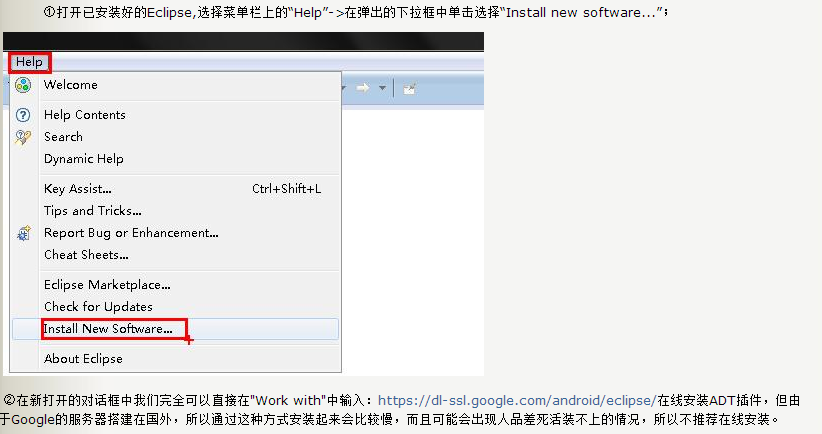 ①打开已安装好的Eclipse,选择菜单栏上的“Help”->在弹出的下拉框中单击选择“Install new software...”；
Help
Welcome
Help Contents
Search
Dynamic Help
Key Assist... Ctrl+Shift+L
Tips and Tricks...
Report Bug or Enhancement...
Cheat Sheets...
Eclipse Marketplace...
Check for Updates
Install New Software...
About Eclipse
②在新打开的对话框中我们完全可以直接在"Work with"中输入：https://dl-ssl.google.com/android/eclipse/在线安装ADT插件，但由
于Google的服务器搭建在国外，所以通过这种方式安装起来会比较慢，而且可能会出现人品差死活装不上的情况，所以不推荐在线安装。